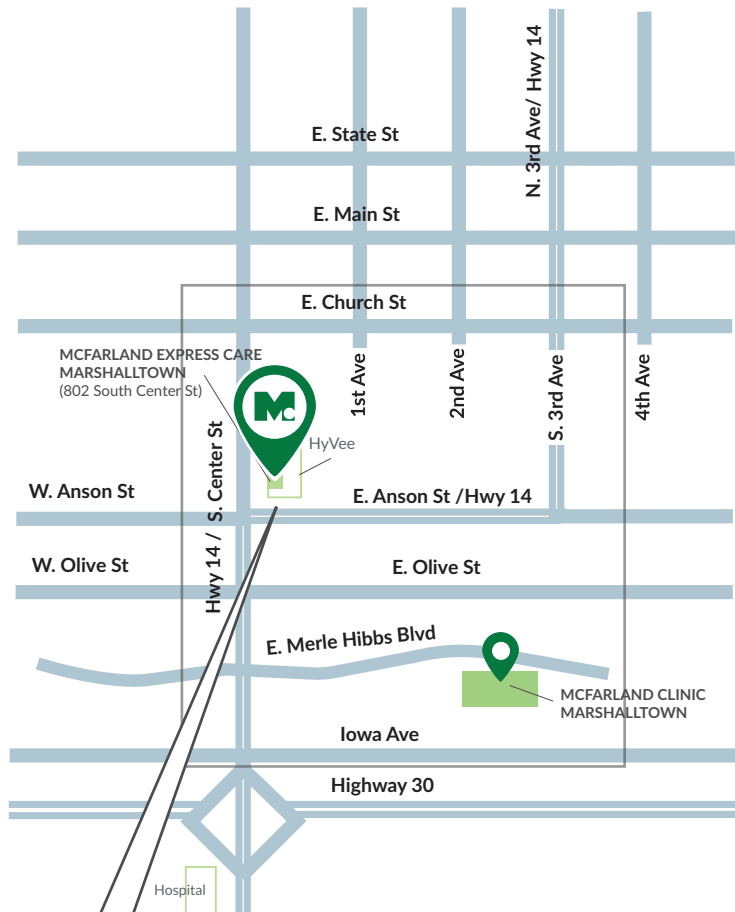 N. 3rd Ave/ Hwy 14
E. State St
E. Main St
E. Church St
MCFARLAND EXPRESS CARE
MARSHALLTOWN
(802 South Center St)
1st Ave
2nd Ave
S. 3rd Ave
4th Ave
M.
HyVee
Hwy 14 / S. Center St
W. Anson St
E. Anson St /Hwy 14
W. Olive St
E. Olive St
E. Merle Hibbs Blvd
MCFARLAND CLINIC
MARSHALLTOWN
Iowa Ave
Highway 30
Hospital